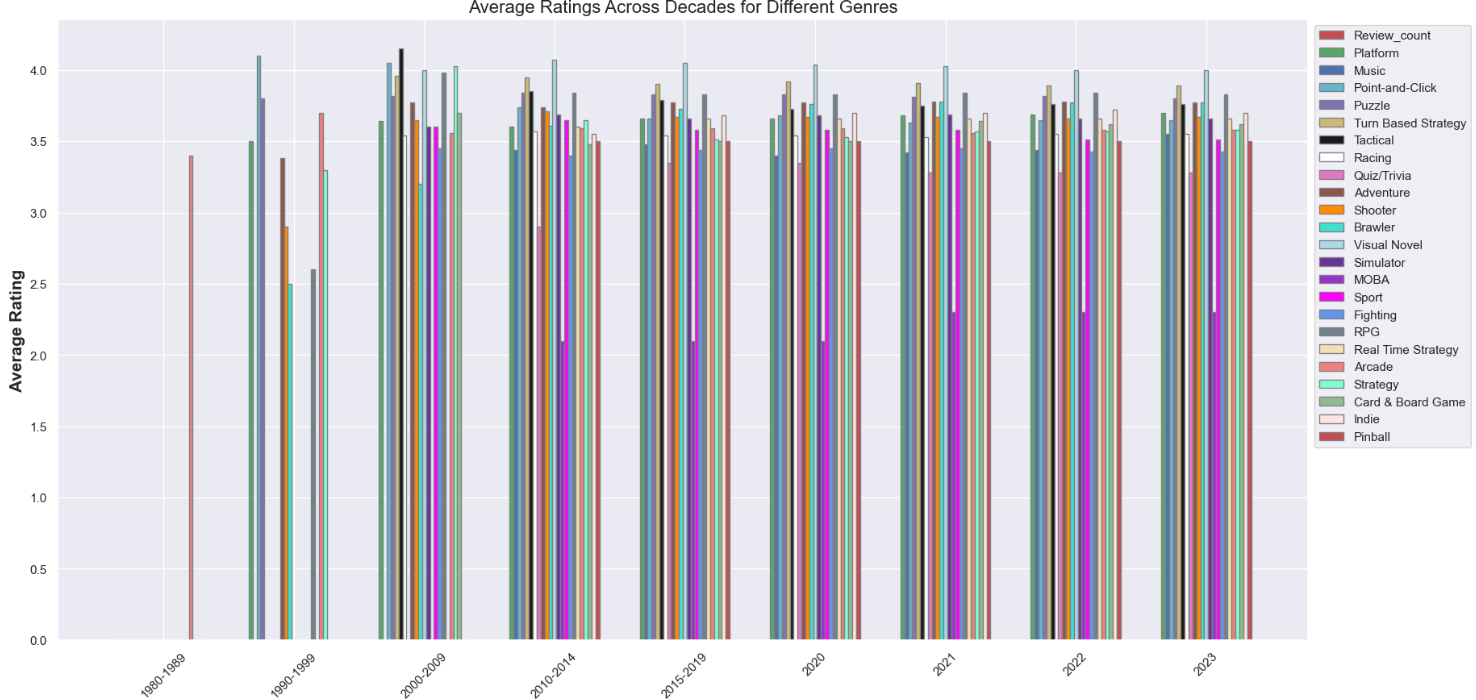 Average Ratings Across Decades for Different Genres
Average Rating
4.0
3.5
3.0
2.5
2.0
1.5
1.0
0.5
0.0
1980-1989
1990-1999
2000-2009
2010-2014
2015-2019
2020
2021
2022
2023
Review_count
Platform
Music
Point-and-Click
Puzzle
Turn Based Strategy
Tactical
Racing
Quiz/Trivia
Adventure
Shooter
Brawler
Visual Novel
Simulator
MOBA
Sport
Fighting
RPG
Real Time Strategy
Arcade
Strategy
Card & Board Game
Indie
Pinball